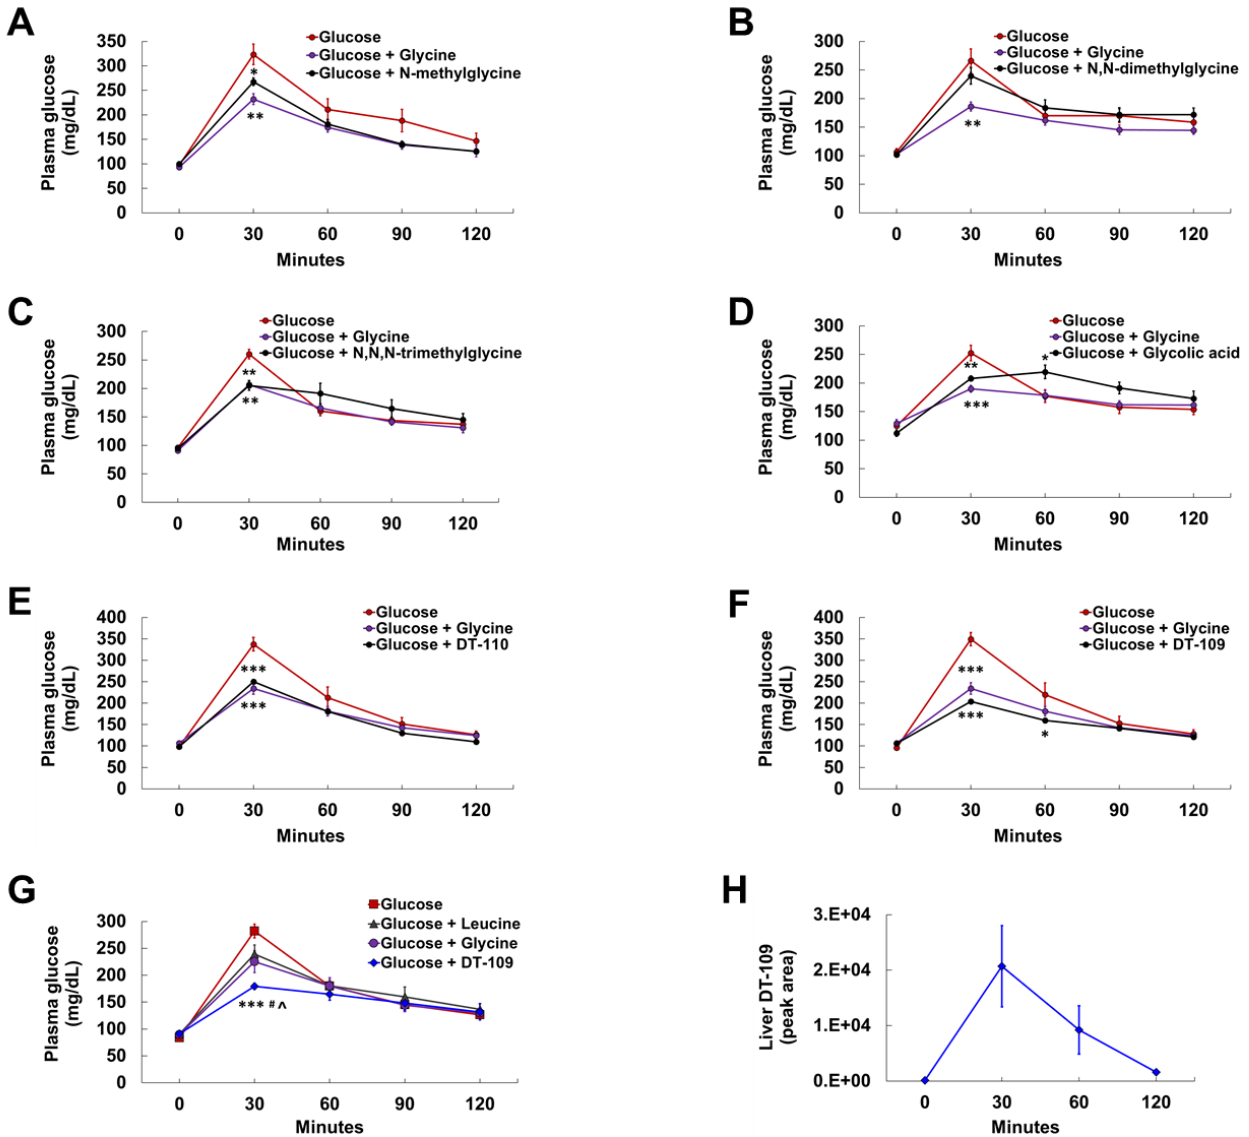 A
Plasma glucose
(mg/dL)
350
300
250
200
150
100
50
0
Glucose
Glucose + Glycine
Glucose + N-methylglycine
*
**
0 30 60 90 120
Minutes
B
Plasma glucose
(mg/dL)
300
250
200
150
100
50
0
Glucose
Glucose + Glycine
Glucose + N,N-dimethylglycine
**
0 30 60 90 120
Minutes
C
Plasma glucose
(mg/dL)
300
250
200
150
100
50
0
Glucose
Glucose + Glycine
Glucose + N,N,N-trimethylglycine
**
**
0 30 60 90 120
Minutes
D
Plasma glucose
(mg/dL)
300
250
200
150
100
50
0
Glucose
Glucose + Glycine
Glucose + Glycolic acid
*
**
***
0 30 60 90 120
Minutes
E
Plasma glucose
(mg/dL)
400
350
300
250
200
150
100
50
0
Glucose
Glucose + Glycine
Glucose + DT-110
***
***
0 30 60 90 120
Minutes
F
Plasma glucose
(mg/dL)
400
350
300
250
200
150
100
50
0
Glucose
Glucose + Glycine
Glucose + DT-109
***
***
*
0 30 60 90 120
Minutes
G
Plasma glucose
(mg/dL)
300
250
200
150
100
50
0
Glucose
Glucose + Leucine
Glucose + Glycine
Glucose + DT-109
*** # ^
0 30 60 90 120
Minutes
H
Liver DT-109
(peak area)
3.E+04
2.E+04
1.E+04
0.E+00
0 30 60 120
Minutes